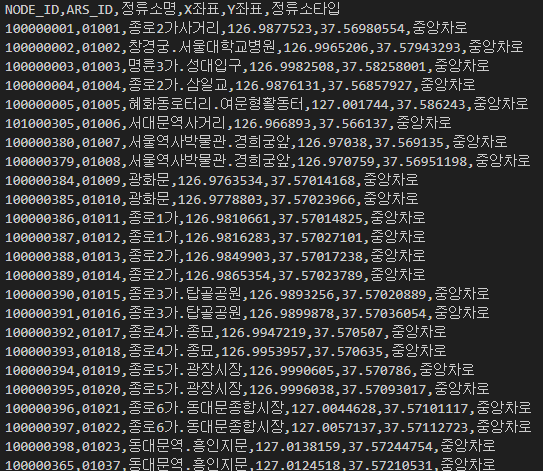 NODE_ID,ARS_ID,정류소명,X좌표,Y좌표,정류소타입
100000001,01001,종로2가사거리,126.9877523,37.56980554,중앙차로
100000002,01002,창경궁.서울대학교병원,126.9965206,37.57943293,중앙차로
100000003,01003,명륜3가.성대입구,126.9982508,37.58258001,중앙차로
100000004,01004,종로2가.삼일교,126.9876131,37.56857927,중앙차로
100000005,01005,혜화동로터리.여운형활동터,127.001744,37.586243,중앙차로
101000305,01006,서대문역사거리,126.966893,37.566137,중앙차로
100000380,01007,서울역사박물관.경희궁앞,126.97038,37.569135,중앙차로
100000379,01008,서울역사박물관.경희궁앞,126.970759,37.56951198,중앙차로
100000384,01009,광화문,126.9763534,37.57014168,중앙차로
100000385,01010,광화문,126.9778803,37.57023966,중앙차로
100000386,01011,종로1가,126.9810661,37.57014825,중앙차로
100000387,01012,종로1가,126.9816283,37.57027101,중앙차로
100000388,01013,종로2가,126.9849903,37.57017238,중앙차로
100000389,01014,종로2가,126.9865354,37.57023789,중앙차로
100000390,01015,종로3가.탑골공원,126.9893256,37.57020889,중앙차로
100000391,01016,종로3가.탑골공원,126.9899878,37.57036054,중앙차로
100000392,01017,종로4가.종묘,126.9947219,37.570507,중앙차로
100000393,01018,종로4가.종묘,126.9953957,37.570635,중앙차로
100000394,01019,종로5가.광장시장,126.9990605,37.570786,중앙차로
100000395,01020,종로5가.광장시장,126.9996038,37.57093017,중앙차로
100000396,01021,종로6가.동대문종합시장,127.0044628,37.57101117,중앙차로
100000397,01022,종로6가.동대문종합시장,127.0057137,37.57112723,중앙차로
100000398,01023,동대문역.흥인지문,127.0138159,37.57244754,중앙차로
100000365,01037,동대문역.흥인지문,127.0124518,37.57210531,중앙차로